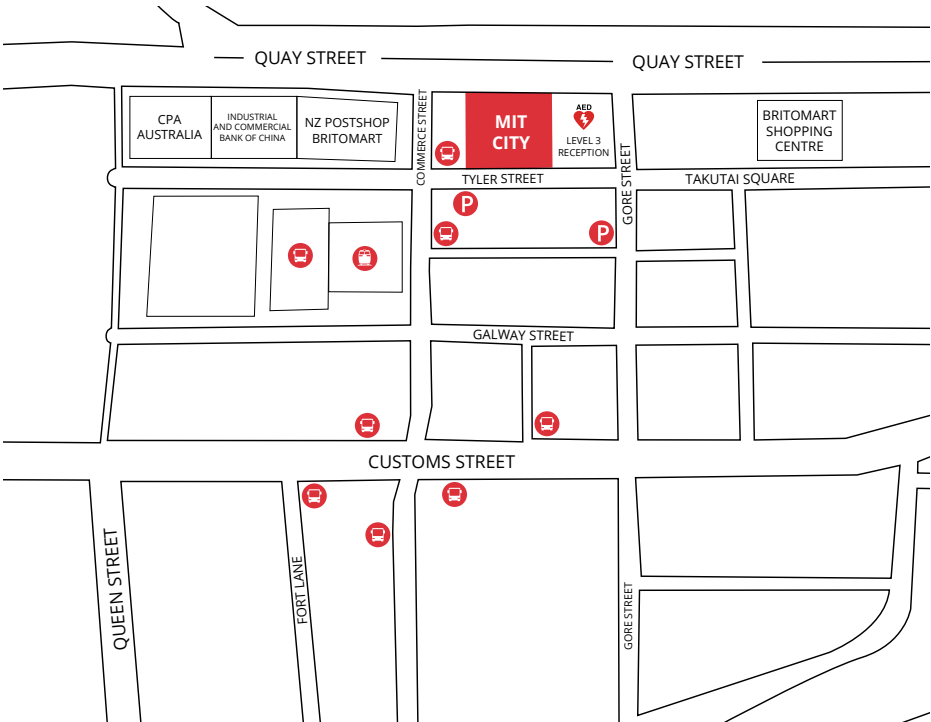 QUAY STREET
QUAY STREET
CPA
AUSTRALIA
INDUSTRIAL
AND COMMERCIAL
BANK OF CHINA
NZ POSTSHOP
BRITOMART
COMMERCE STREET
MIT
CITY
AED
LEVEL 3
RECEPTION
BRITOMART
SHOPPING
CENTRE
TYLER STREET
GORE STREET
TAKUTAI SQUARE
P
P
GALWAY STREET
CUSTOMS STREET
QUEEN STREET
FORT LANE
GORE STREET